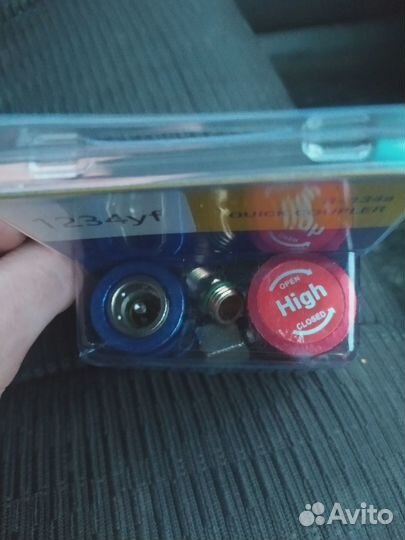 1234yf
QUICK COUPLER
OPEN
High
CLOSED
Avito